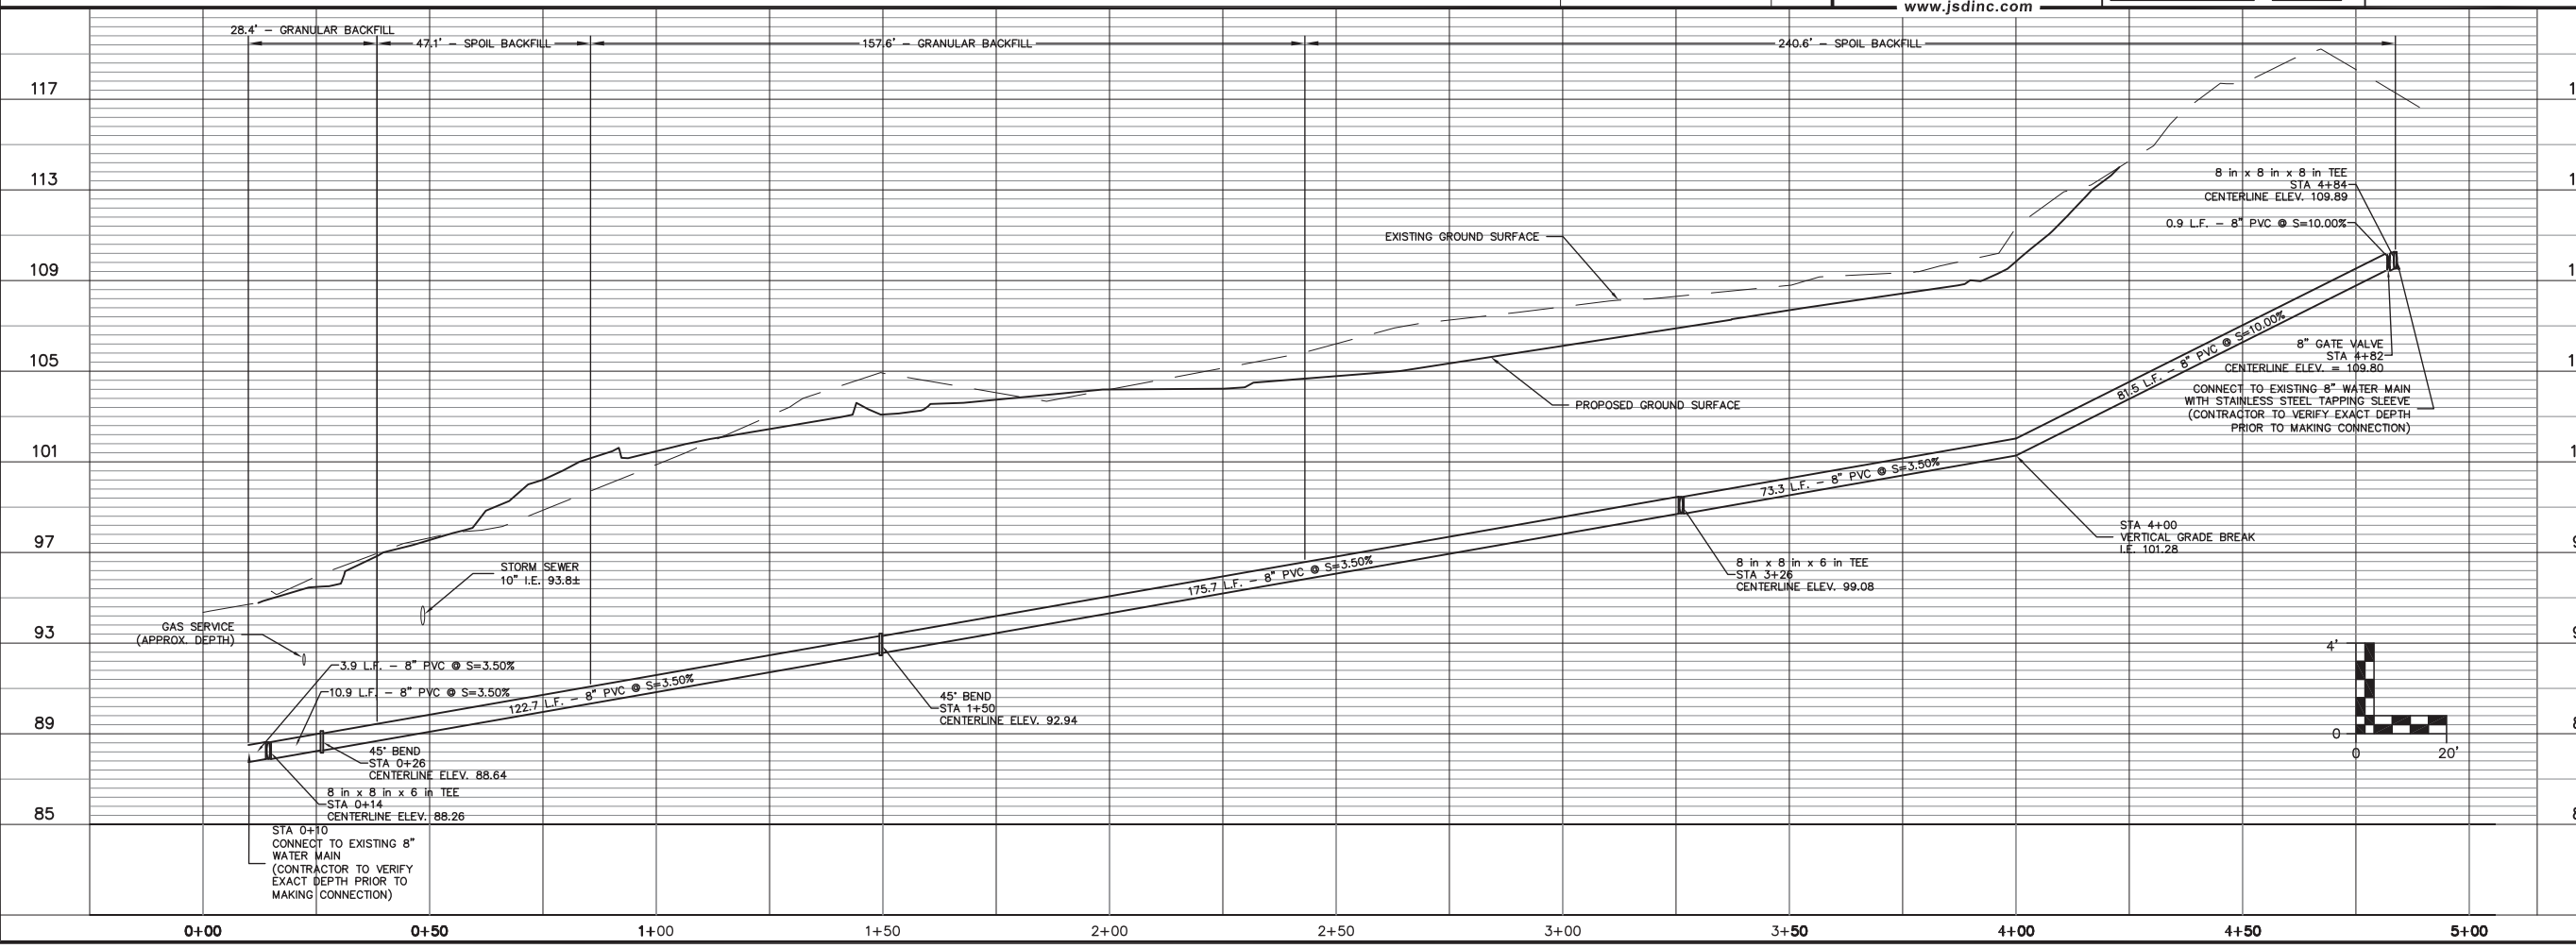 www.jsdinc.com
28.4' - GRANULAR BACKFILL
47.1' - SPOIL BACKFILL
157.6' - GRANULAR BACKFILL
240.6' - SPOIL BACKFILL
117
113
109
105
101
97
93
89
85
8 in x 8 in x 8 in TEE
STA 4+84
CENTERLINE ELEV. 109.89
0.9 L.F. - 8" PVC @ S=10.00%
EXISTING GROUND SURFACE
PROPOSED GROUND SURFACE
81.5 L.F. - 8" PVC @ S=10.00%
8" GATE VALVE
STA 4+82
CENTERLINE ELEV. = 109.80
CONNECT TO EXISTING 8" WATER MAIN
WITH STAINLESS STEEL TAPPING SLEEVE
(CONTRACTOR TO VERIFY EXACT DEPTH
PRIOR TO MAKING CONNECTION)
73.3 L.F. - 8" PVC @ S=3.50%
STA 4+00
VERTICAL GRADE BREAK
I.E. 101.28
STORM SEWER
10" I.E. 93.8±
175.7 L.F. - 8" PVC @ S=3.50%
8 in x 8 in x 6 in TEE
STA 3+26
CENTERLINE ELEV. 99.08
GAS SERVICE
(APPROX. DEPTH)
3.9 L.F. - 8" PVC @ S=3.50%
10.9 L.F. - 8" PVC @ S=3.50%
122.7 L.F. - 8" PVC @ S=3.50%
45° BEND
STA 1+50
CENTERLINE ELEV. 92.94
45° BEND
STA 0+26
CENTERLINE ELEV. 88.64
8 in x 8 in x 6 in TEE
STA 0+14
CENTERLINE ELEV. 88.26
STA 0+10
CONNECT TO EXISTING 8"
WATER MAIN
(CONTRACTOR TO VERIFY
EXACT DEPTH PRIOR TO
MAKING CONNECTION)
4'
0
0 20'
0+00 0+50 1+00 1+50 2+00 2+50 3+00 3+50 4+00 4+50 5+00